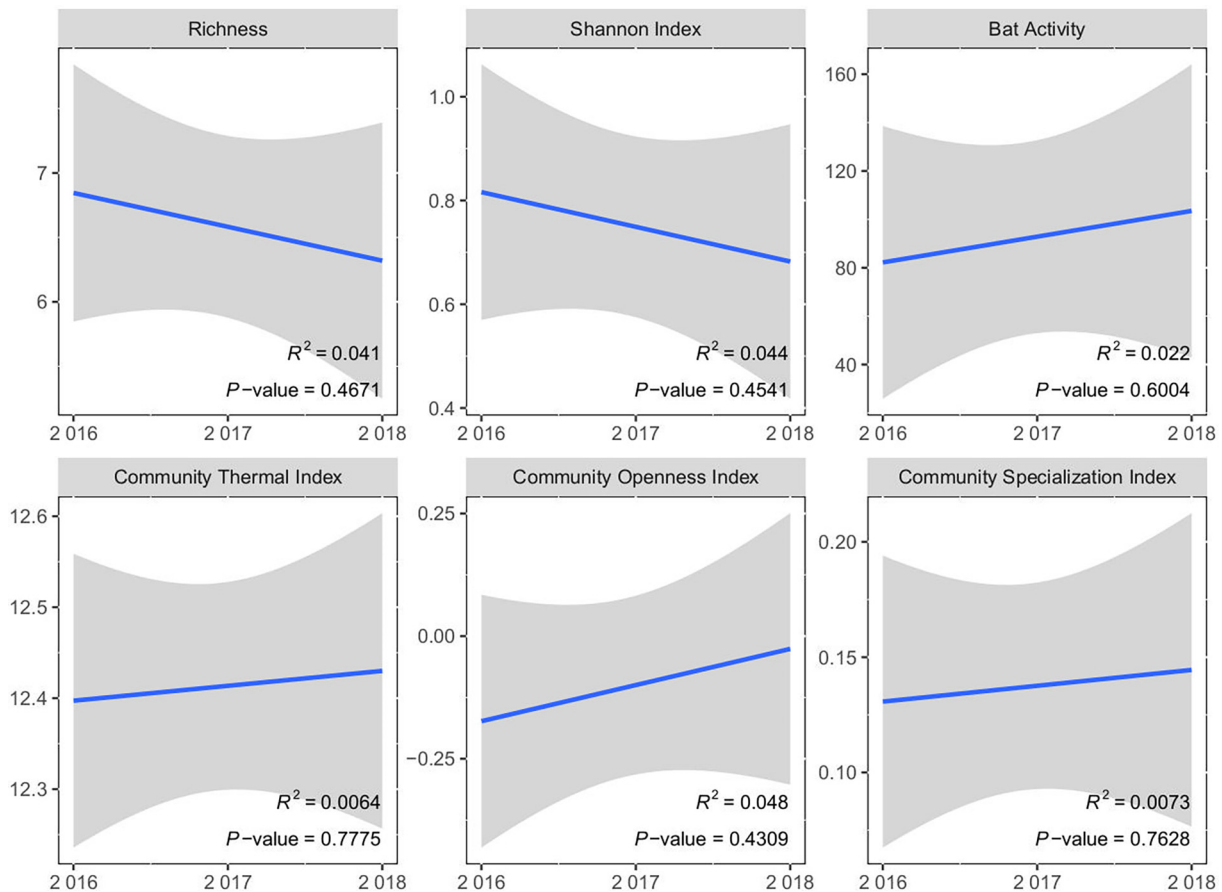 Richness
7
6
R² = 0.041
P−value = 0.4671
2 016 2 017 2 018
Shannon Index
1.0
0.8
0.6
0.4
R² = 0.044
P−value = 0.4541
2 016 2 017 2 018
Bat Activity
160
120
80
40
R² = 0.022
P−value = 0.6004
2 016 2 017 2 018
Community Thermal Index
12.6
12.5
12.4
12.3
R² = 0.0064
P−value = 0.7775
2 016 2 017 2 018
Community Openness Index
0.25
0.00
−0.25
R² = 0.048
P−value = 0.4309
2 016 2 017 2 018
Community Specialization Index
0.20
0.15
0.10
R² = 0.0073
P−value = 0.7628
2 016 2 017 2 018